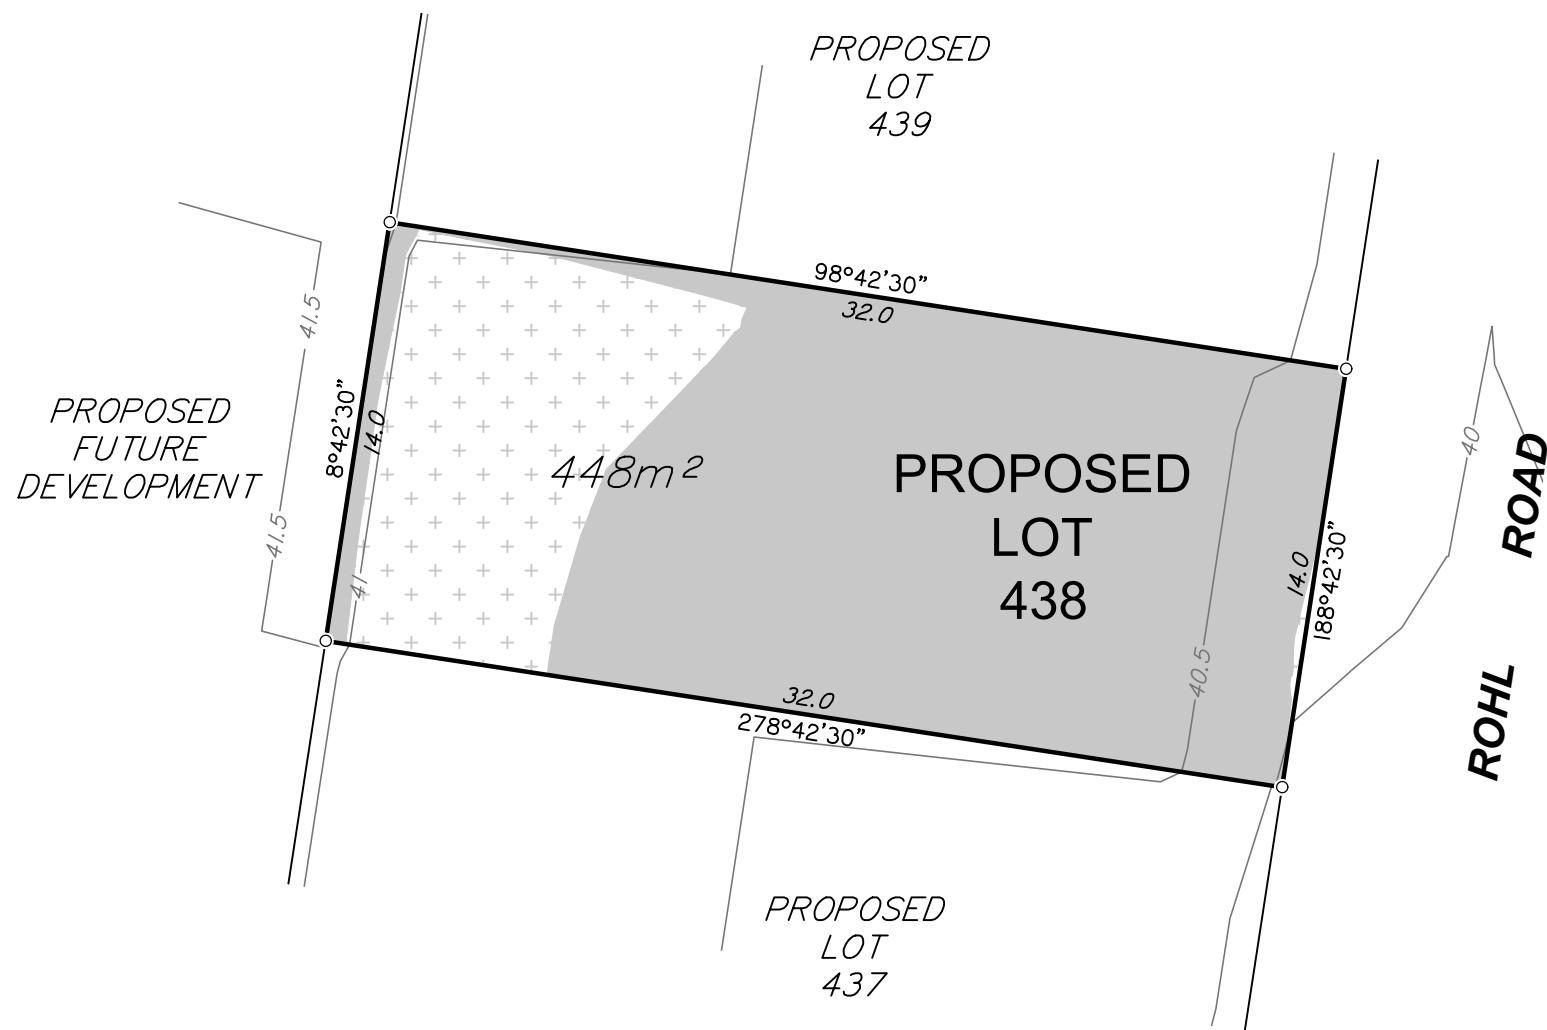 PROPOSED
LOT
439
98°42'30"
32.0
41.5
8°42'30"
14.0
PROPOSED
FUTURE
DEVELOPMENT
41.5
41
448m²
PROPOSED
LOT
438
40
ROHL ROAD
14.0
188°42'30"
40.5
32.0
278°42'30"
PROPOSED
LOT
437